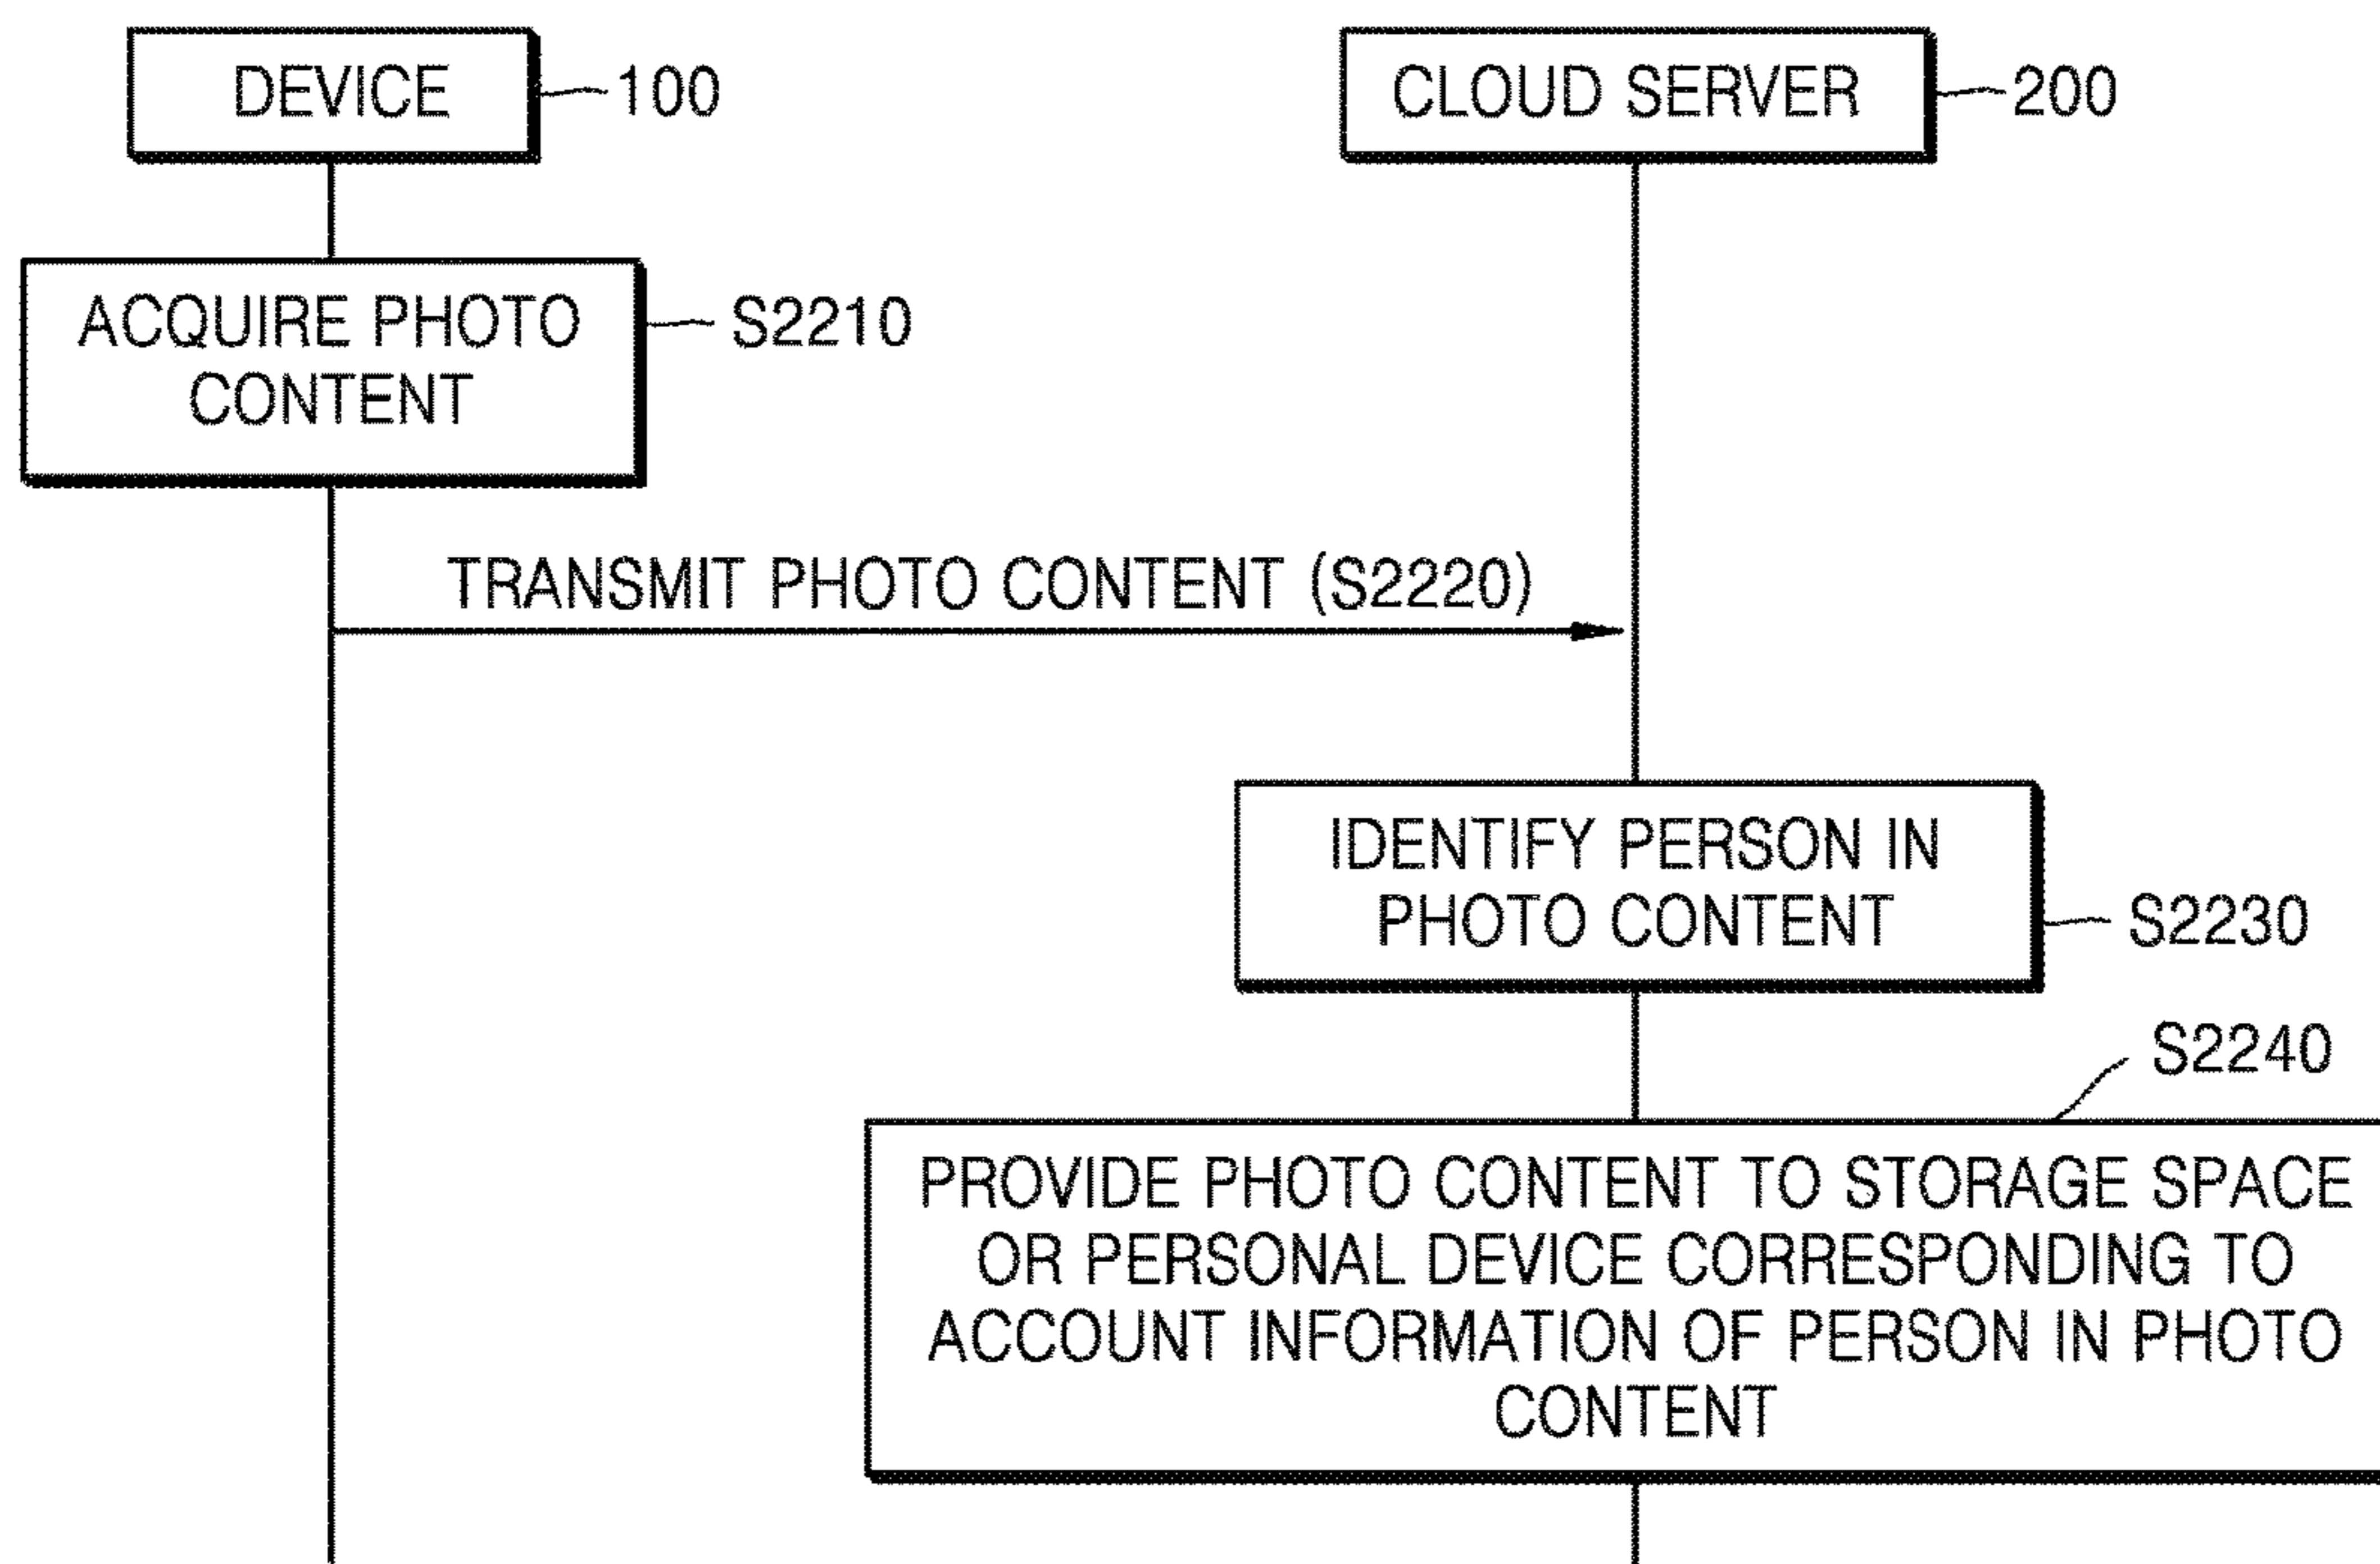 DEVICE 100
CLOUD SERVER 200
ACQUIRE PHOTO
CONTENT
S2210
TRANSMIT PHOTO CONTENT (S2220)
IDENTIFY PERSON IN
PHOTO CONTENT
S2230
S2240
PROVIDE PHOTO CONTENT TO STORAGE SPACE
OR PERSONAL DEVICE CORRESPONDING TO
ACCOUNT INFORMATION OF PERSON IN PHOTO
CONTENT